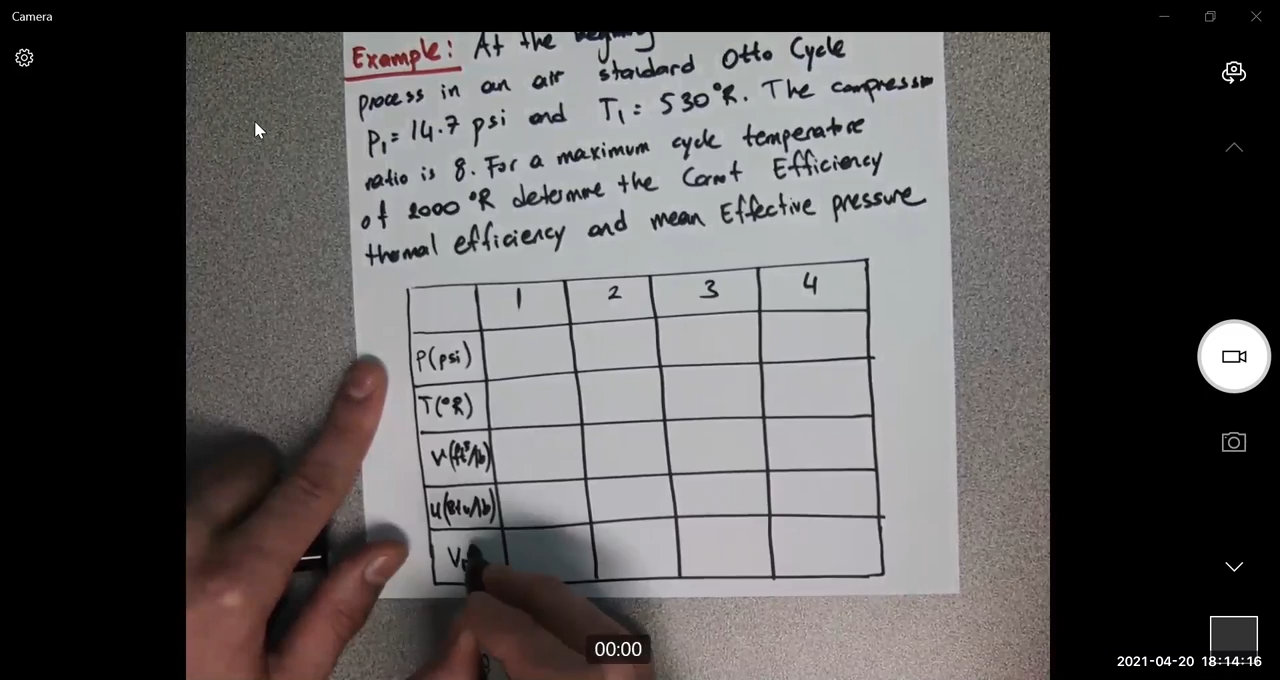 Camera
Example: At the
process in an air standard Otto Cycle
P₁ = 14.7 psi and T₁ = 530°R. The compression
ratio is 8. For a maximum cycle temperature
of 2000 °R determine the Carnot Efficiency
thermal efficiency and mean Effective pressure
1 2 3 4
P(psi)
T(°R)
v(ft³/lb)
u(Btu/lb)
00:00
2021-04-20 18:14:16